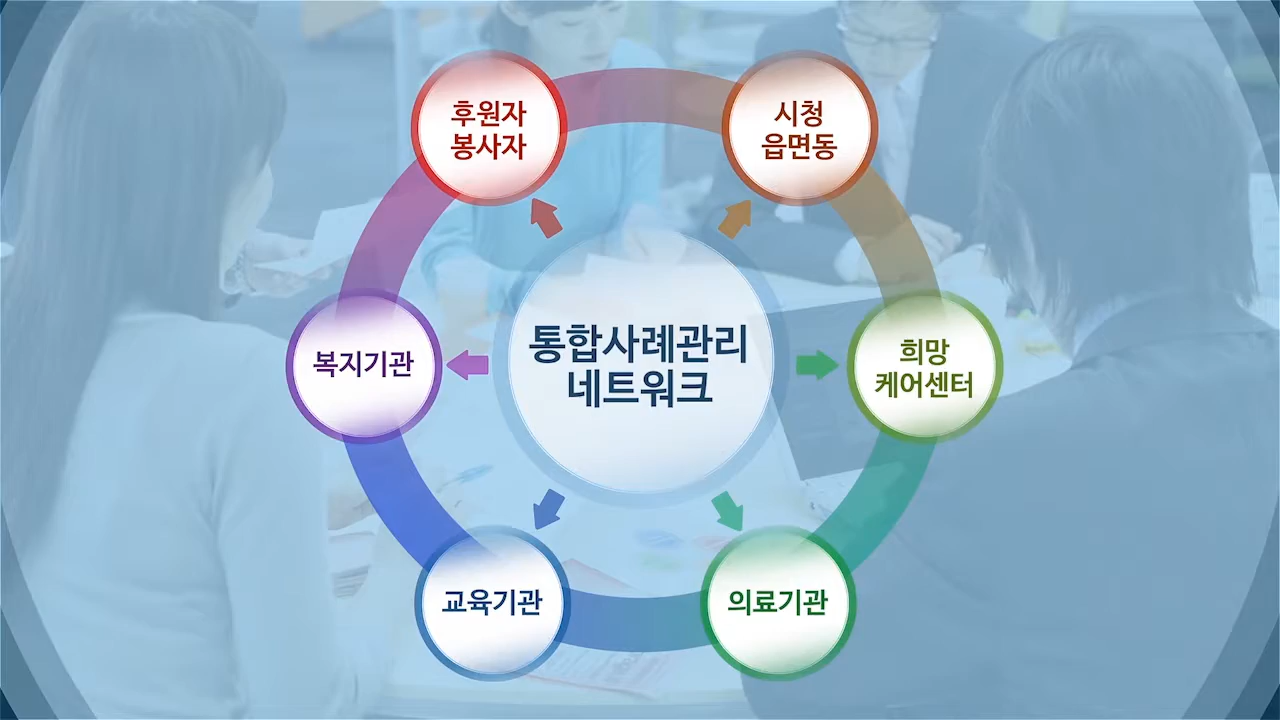 후원자
봉사자
시청
읍면동
통합사례관리
네트워크
복지기관
희망
케어센터
교육기관
의료기관